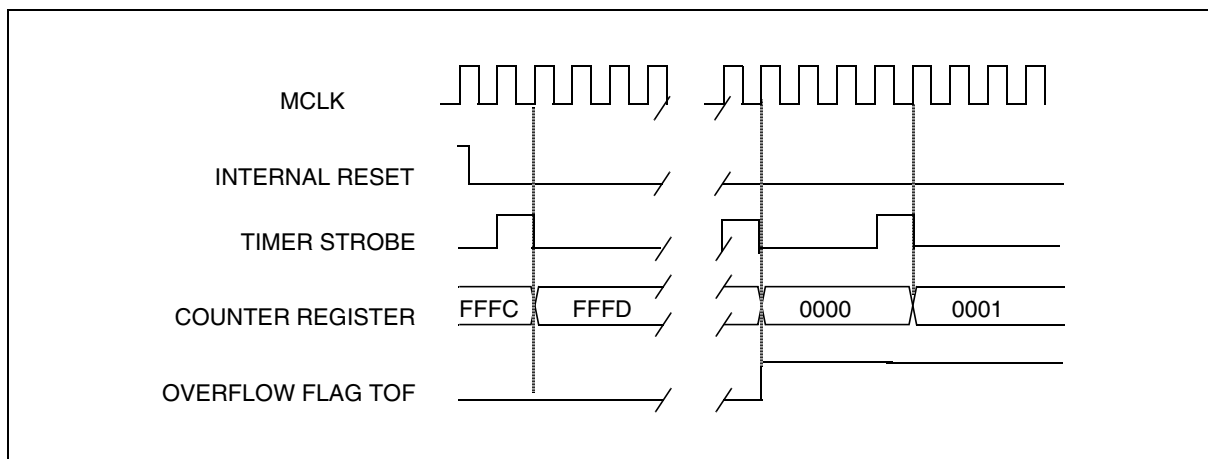 MCLK
INTERNAL RESET
TIMER STROBE
COUNTER REGISTER FFFC FFFD 0000 0001
OVERFLOW FLAG TOF